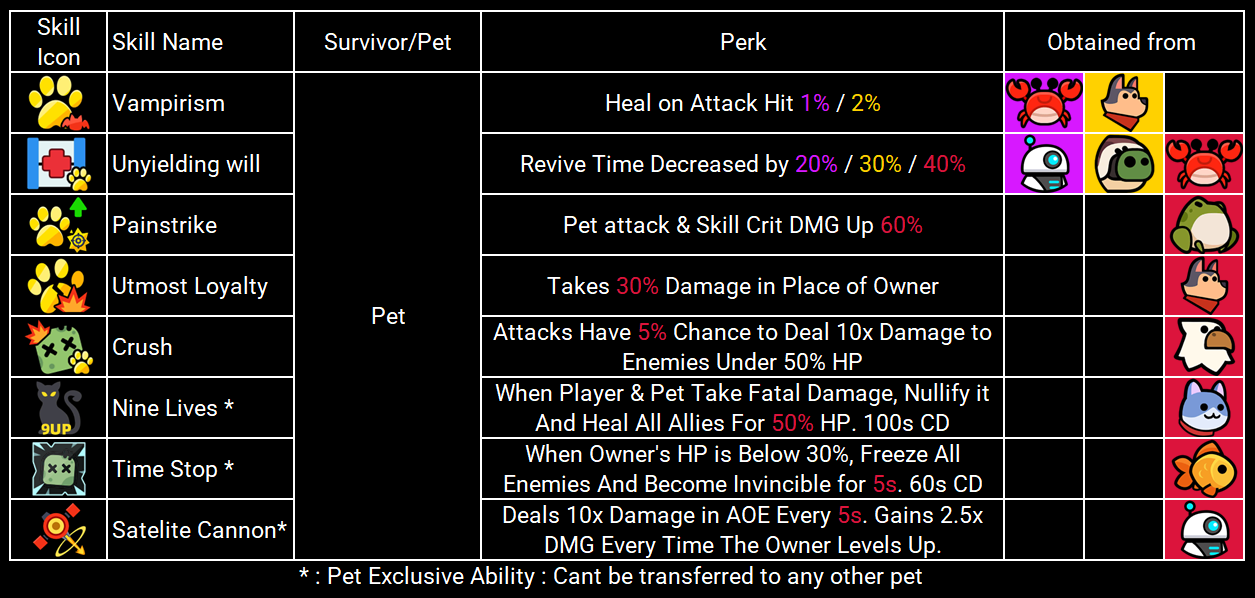 Skill
Icon
Skill Name
Survivor/Pet
Perk
Obtained from
Vampirism
Heal on Attack Hit 1% / 2%
Unyielding will
Revive Time Decreased by 20% / 30% / 40%
Painstrike
Pet attack & Skill Crit DMG Up 60%
Utmost Loyalty
Takes 30% Damage in Place of Owner
Pet
Crush
Attacks Have 5% Chance to Deal 10x Damage to
Enemies Under 50% HP
9UP
Nine Lives *
When Player & Pet Take Fatal Damage, Nullify it
And Heal All Allies For 50% HP. 100s CD
Time Stop *
When Owner's HP is Below 30%, Freeze All
Enemies And Become Invincible for 5s. 60s CD
Satelite Cannon*
Deals 10x Damage in AOE Every 5s. Gains 2.5x
DMG Every Time The Owner Levels Up.
* : Pet Exclusive Ability : Cant be transferred to any other pet